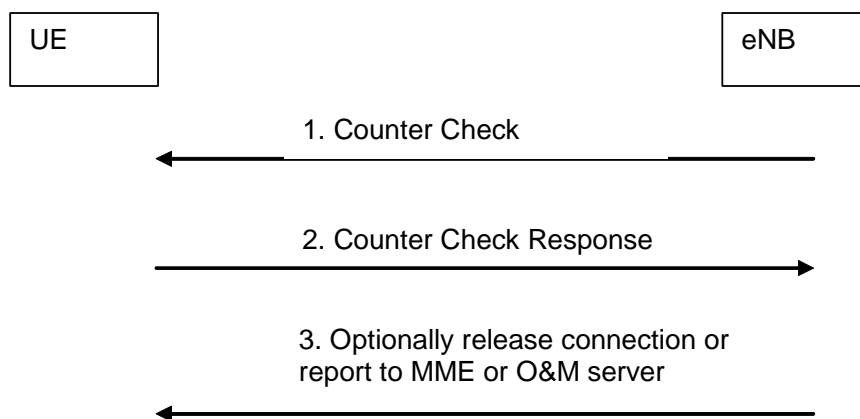 UE
eNB
1. Counter Check
2. Counter Check Response
3. Optionally release connection or
report to MME or O&M server